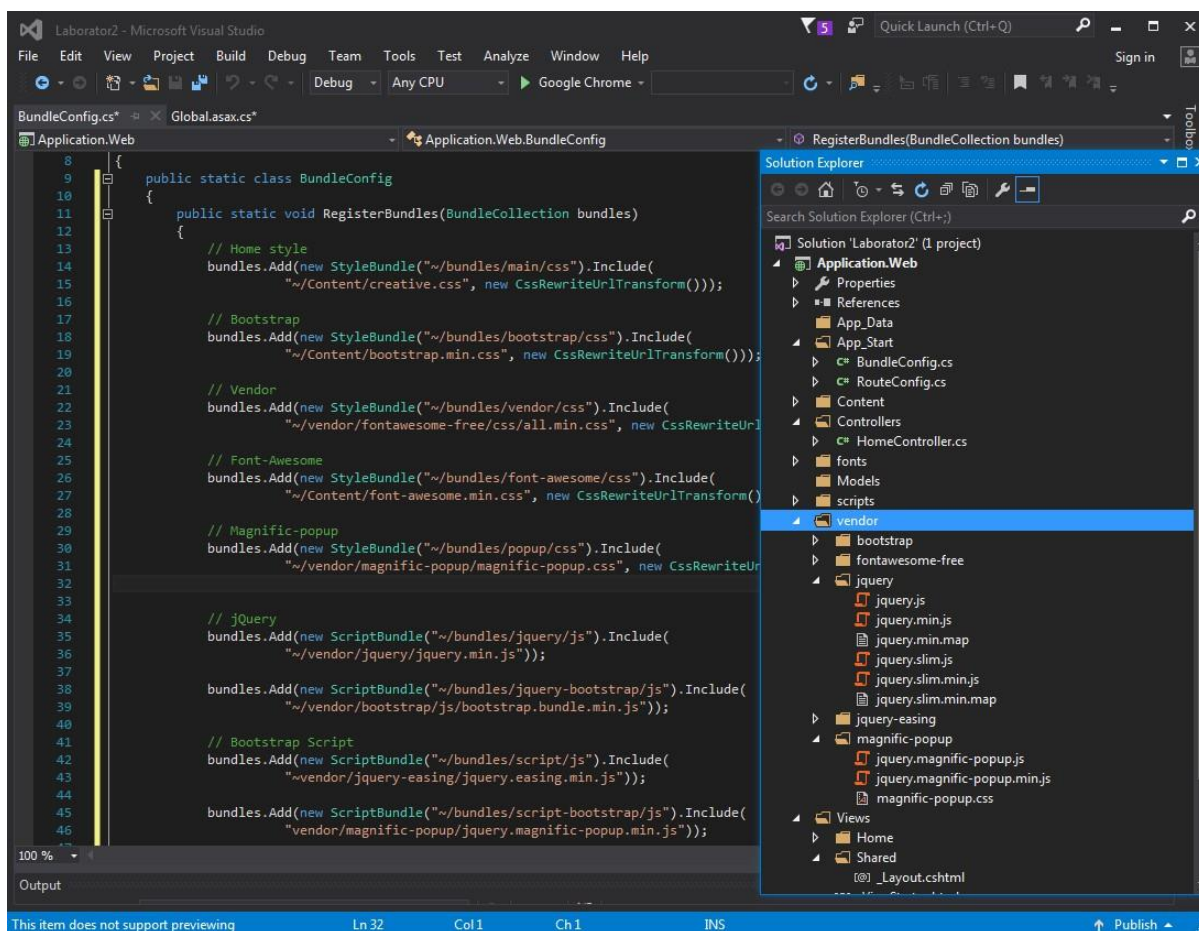 Laborator2 - Microsoft Visual Studio
5
Quick Launch (Ctrl+Q)
File Edit View Project Build Debug Team Tools Test Analyze Window Help
Sign in
Debug Any CPU Google Chrome
BundleConfig.cs* Global.asax.cs*
Toolbox
Application.Web Application.Web.BundleConfig RegisterBundles(BundleCollection bundles)
8 {
9 public static class BundleConfig
10 {
11 public static void RegisterBundles(BundleCollection bundles)
12 {
13 // Home style
14 bundles.Add(new StyleBundle("~/bundles/main/css").Include(
15 "~/Content/creative.css", new CssRewriteUrlTransform()));
16
17 // Bootstrap
18 bundles.Add(new StyleBundle("~/bundles/bootstrap/css").Include(
19 "~/Content/bootstrap.min.css", new CssRewriteUrlTransform()));
20
21 // Vendor
22 bundles.Add(new StyleBundle("~/bundles/vendor/css").Include(
23 "~/vendor/fontawesome-free/css/all.min.css", new CssRewriteUrl
24
25 // Font-Awesome
26 bundles.Add(new StyleBundle("~/bundles/font-awesome/css").Include(
27 "~/Content/font-awesome.min.css", new CssRewriteUrlTransform()
28
29 // Magnific-popup
30 bundles.Add(new StyleBundle("~/bundles/popup/css").Include(
31 "~/vendor/magnific-popup/magnific-popup.css", new CssRewriteU
32
33
34 // jQuery
35 bundles.Add(new ScriptBundle("~/bundles/jquery/js").Include(
36 "~/vendor/jquery/jquery.min.js"));
37
38 bundles.Add(new ScriptBundle("~/bundles/jquery-bootstrap/js").Include(
39 "~/vendor/bootstrap/js/bootstrap.bundle.min.js"));
40
41 // Bootstrap Script
42 bundles.Add(new ScriptBundle("~/bundles/script/js").Include(
43 "~vendor/jquery-easing/jquery.easing.min.js"));
44
45 bundles.Add(new ScriptBundle("~/bundles/script-bootstrap/js").Include(
46 "vendor/magnific-popup/jquery.magnific-popup.min.js"));
100 %
Output
Solution Explorer
Search Solution Explorer (Ctrl+;)
Solution 'Laborator2' (1 project)
Application.Web
Properties
References
App_Data
App_Start
C# BundleConfig.cs
C# RouteConfig.cs
Content
Controllers
C# HomeController.cs
fonts
Models
scripts
vendor
bootstrap
fontawesome-free
jquery
jquery.js
jquery.min.js
jquery.min.map
jquery.slim.js
jquery.slim.min.js
jquery.slim.min.map
jquery-easing
magnific-popup
jquery.magnific-popup.js
jquery.magnific-popup.min.js
magnific-popup.css
Views
Home
Shared
[@] _Layout.cshtml
This item does not support previewing Ln 32 Col 1 Ch 1 INS Publish